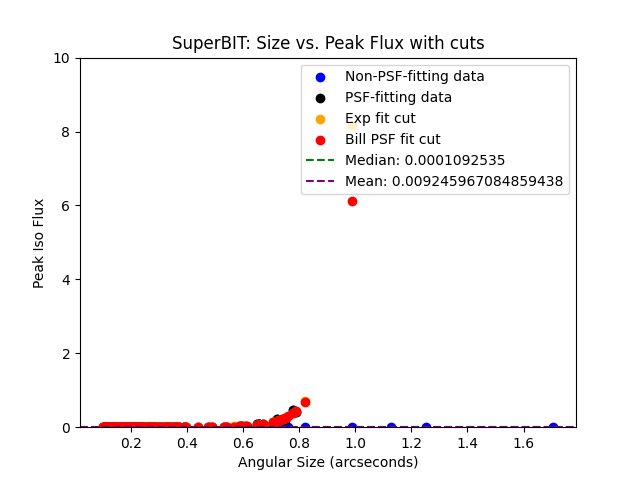 SuperBIT: Size vs. Peak Flux with cuts
10
8
6
4
2
0
Peak Iso Flux
Non-PSF-fitting data
PSF-fitting data
Exp fit cut
Bill PSF fit cut
Median: 0.0001092535
Mean: 0.009245967084859438
0.2 0.4 0.6 0.8 1.0 1.2 1.4 1.6
Angular Size (arcseconds)